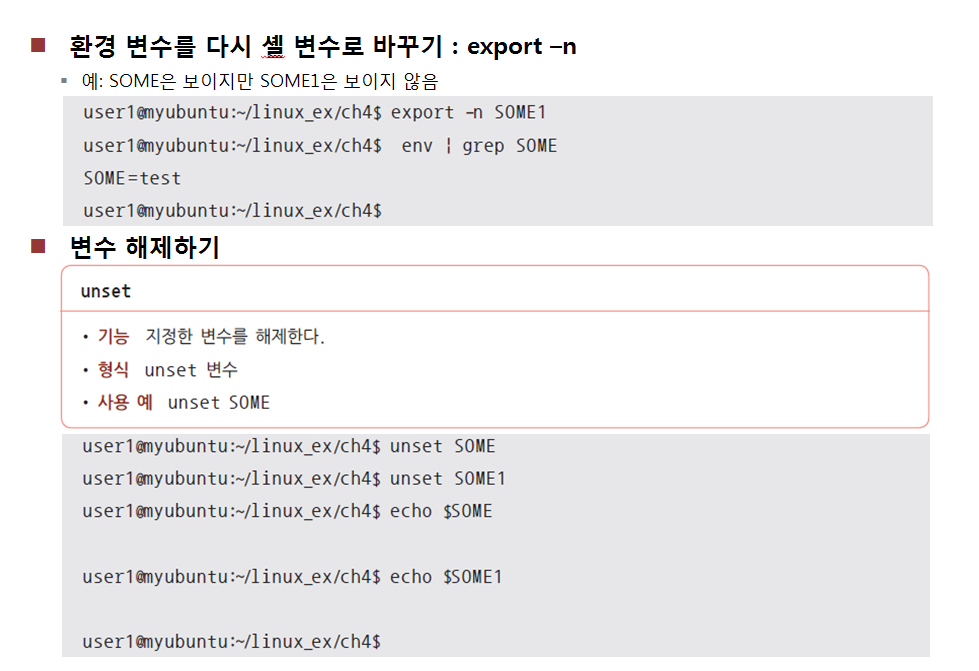 환경 변수를 다시 셸 변수로 바꾸기 : export –n
예: SOME은 보이지만 SOME1은 보이지 않음
user1@myubuntu:~/linux_ex/ch4$ export -n SOME1
user1@myubuntu:~/linux_ex/ch4$ env | grep SOME
SOME=test
user1@myubuntu:~/linux_ex/ch4$
변수 해제하기
unset
• 기능 지정한 변수를 해제한다.
• 형식 unset 변수
• 사용 예 unset SOME
user1@myubuntu:~/linux_ex/ch4$ unset SOME
user1@myubuntu:~/linux_ex/ch4$ unset SOME1
user1@myubuntu:~/linux_ex/ch4$ echo $SOME
user1@myubuntu:~/linux_ex/ch4$ echo $SOME1
user1@myubuntu:~/linux_ex/ch4$